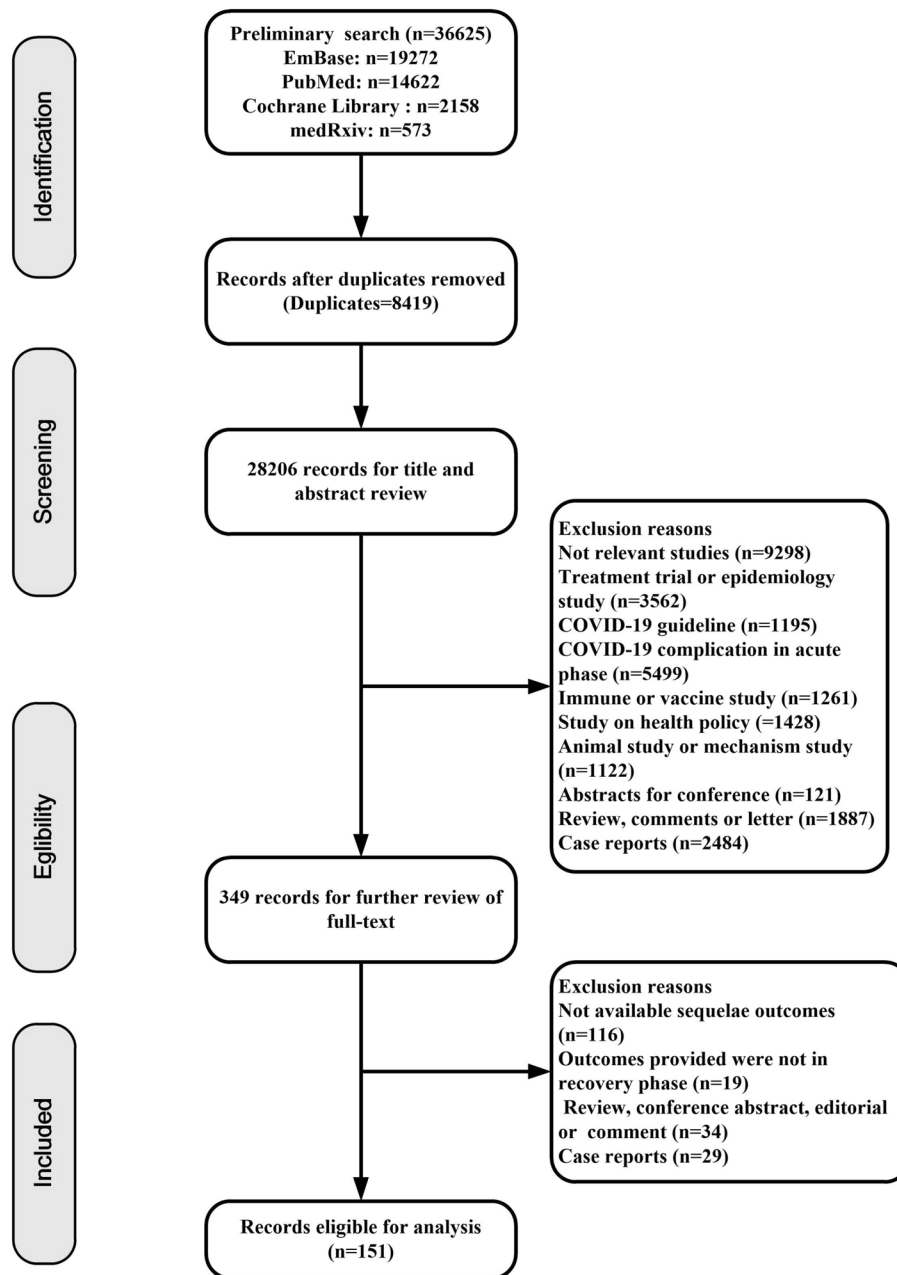 Identification
Preliminary search (n=36625)
EmBase: n=19272
PubMed: n=14622
Cochrane Library : n=2158
medRxiv: n=573
Records after duplicates removed
(Duplicates=8419)
Screening
28206 records for title and
abstract review
Exclusion reasons
Not relevant studies (n=9298)
Treatment trial or epidemiology
study (n=3562)
COVID-19 guideline (n=1195)
COVID-19 complication in acute
phase (n=5499)
Immune or vaccine study (n=1261)
Study on health policy (=1428)
Animal study or mechanism study
(n=1122)
Abstracts for conference (n=121)
Review, comments or letter (n=1887)
Case reports (n=2484)
Eglibility
349 records for further review of
full-text
Exclusion reasons
Not available sequelae outcomes
(n=116)
Outcomes provided were not in
recovery phase (n=19)
Review, conference abstract, editorial
or comment (n=34)
Case reports (n=29)
Included
Records eligible for analysis
(n=151)